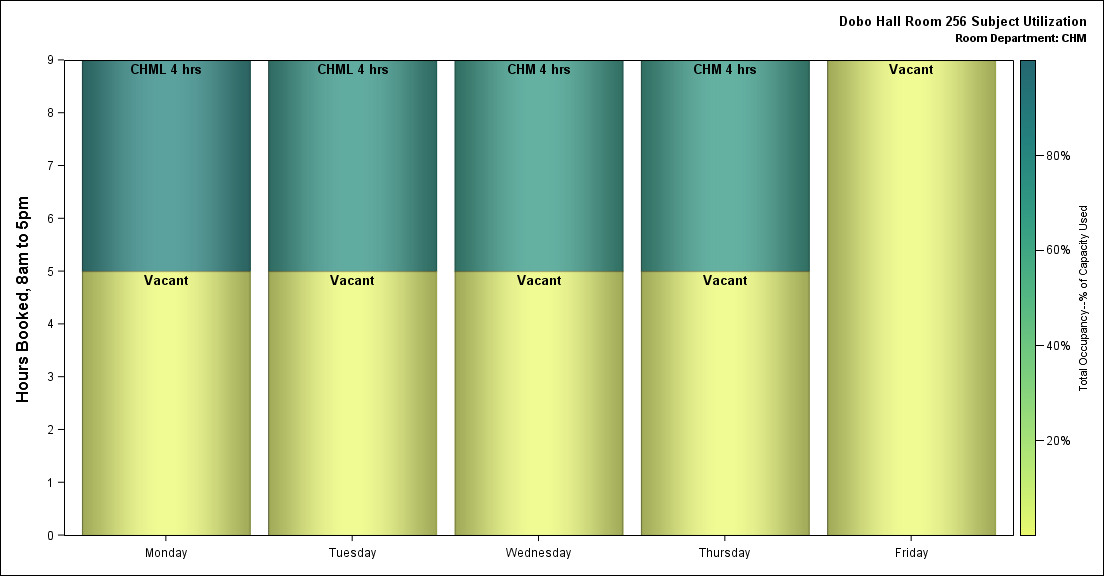 Dobo Hall Room 256 Subject Utilization
Room Department: CHM
Hours Booked, 8am to 5pm
9
8
7
6
5
4
3
2
1
0
CHML 4 hrs
CHML 4 hrs
CHM 4 hrs
CHM 4 hrs
Vacant
Vacant
Vacant
Vacant
Vacant
Monday
Tuesday
Wednesday
Thursday
Friday
80%
60%
40%
20%
Total Occupancy--% of Capacity Used